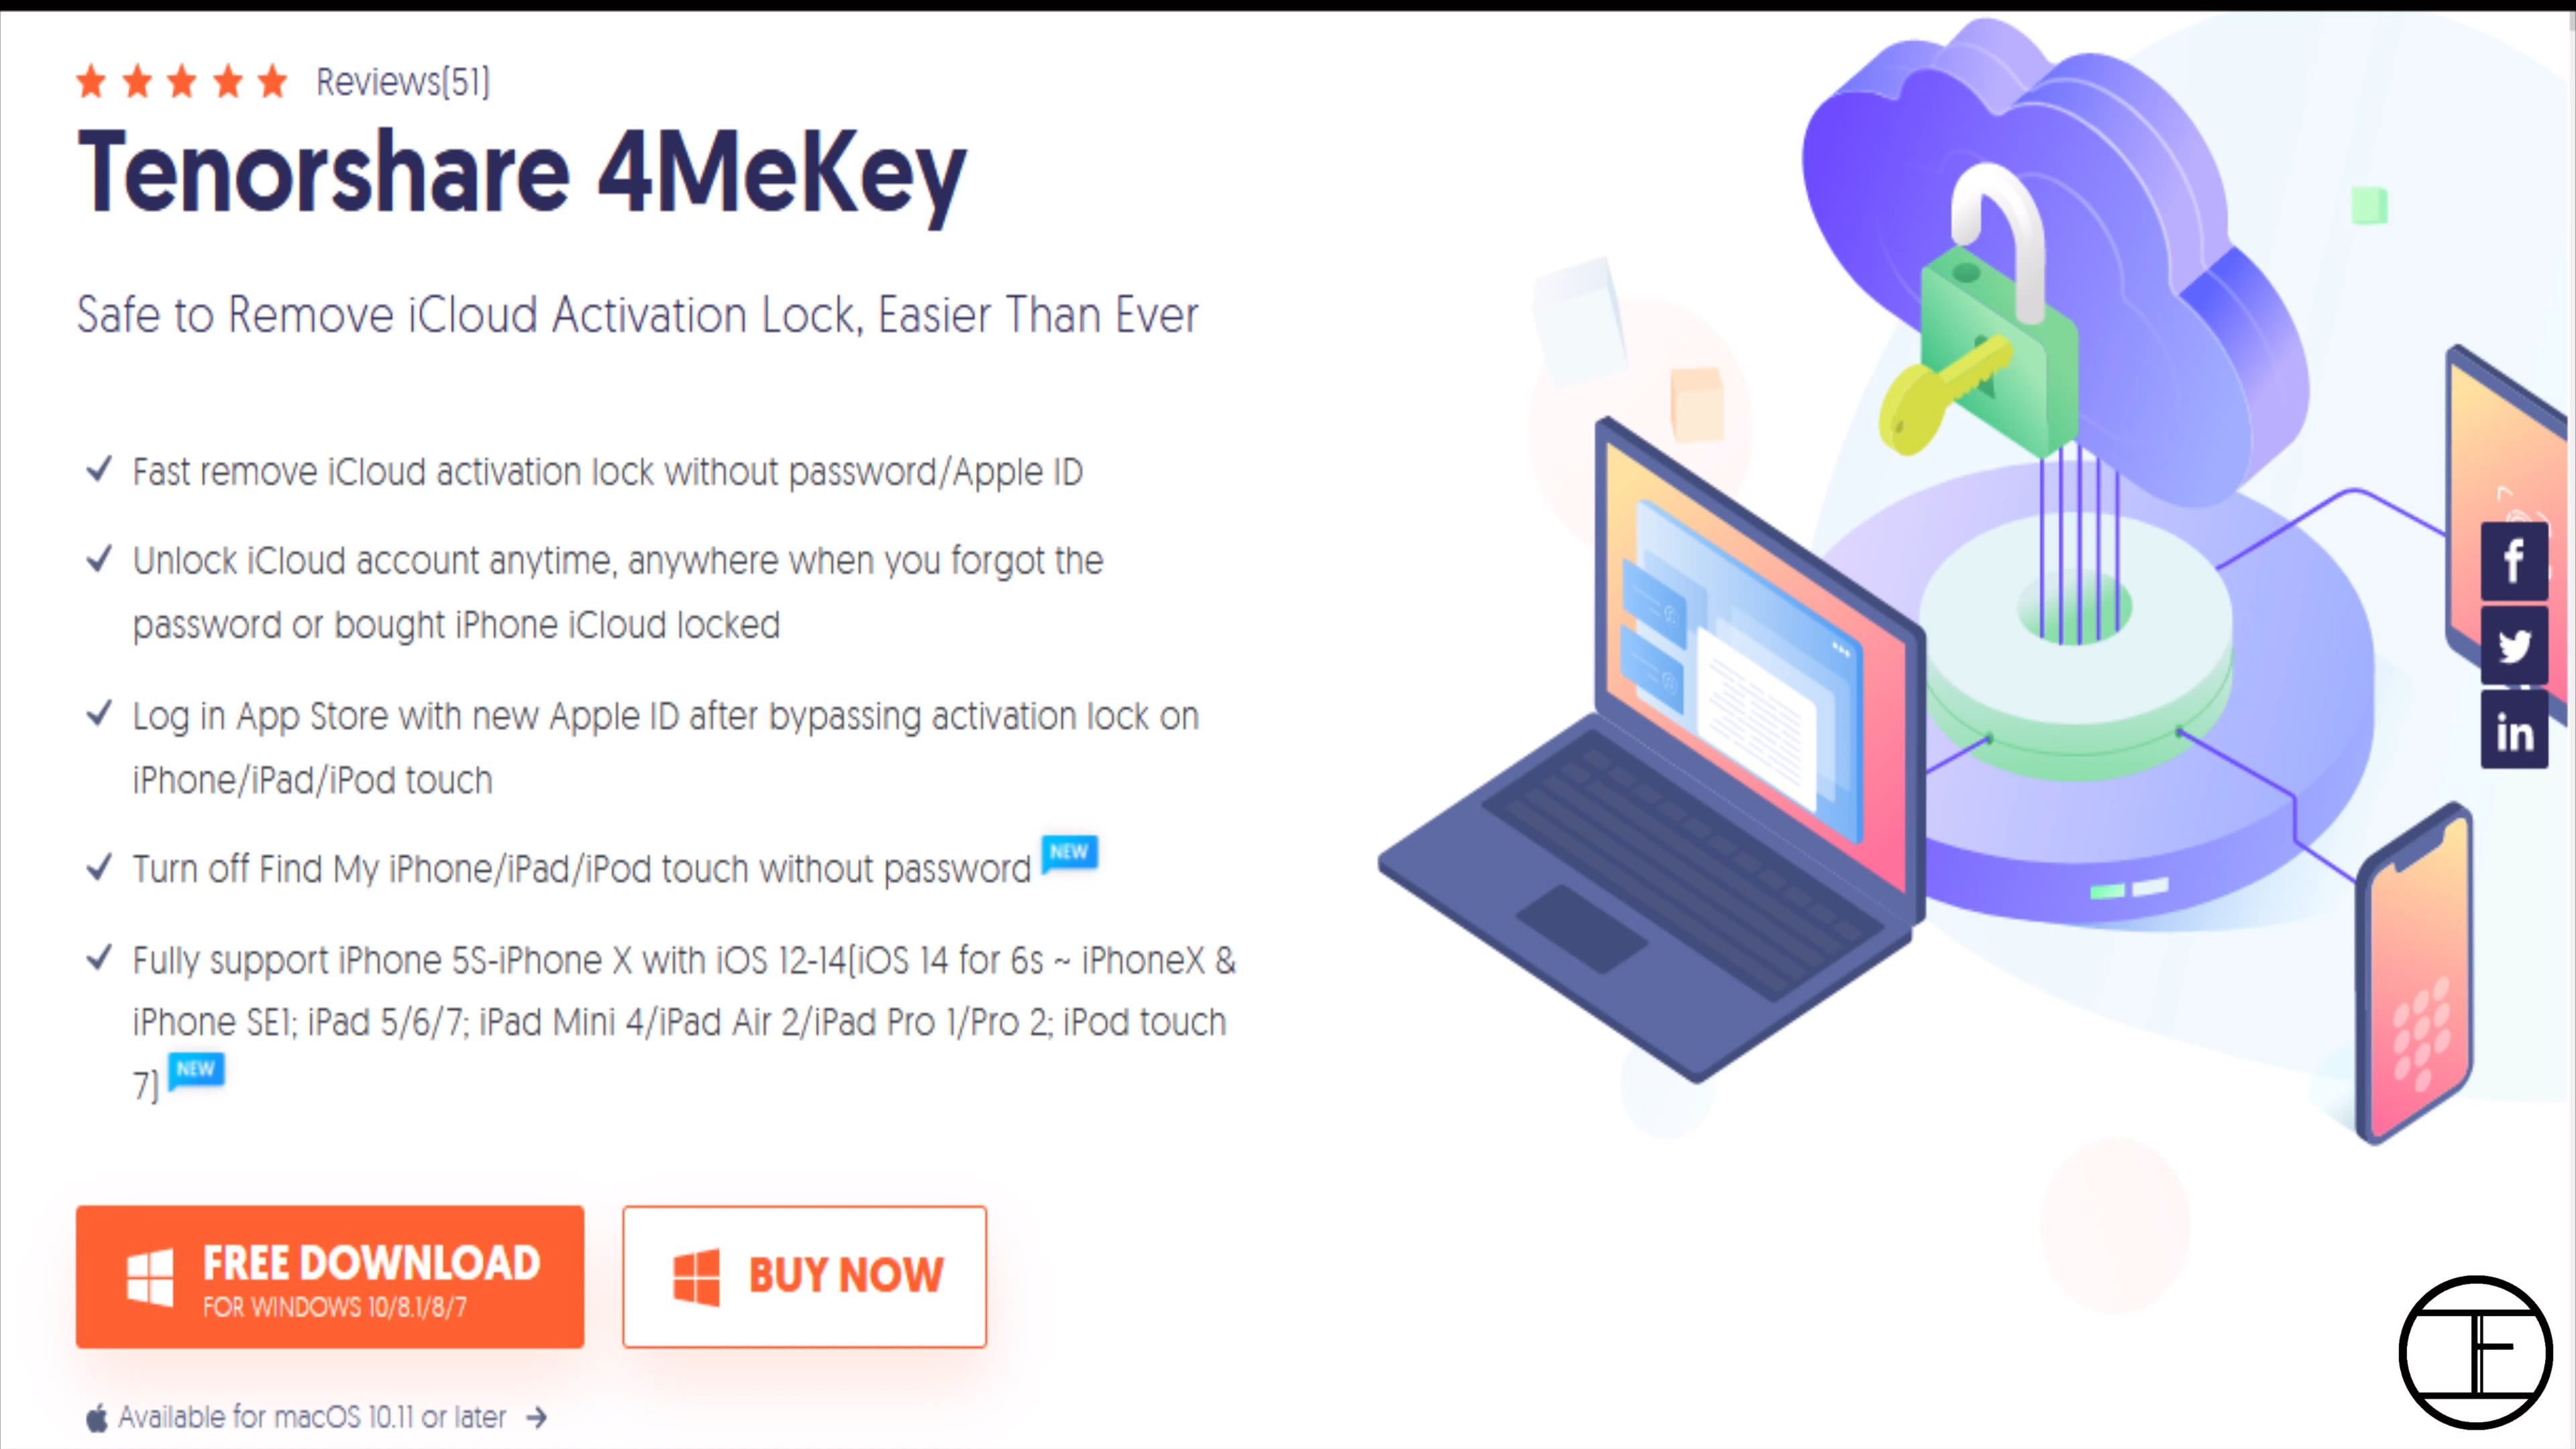 Reviews(51)
Tenorshare 4MeKey
Safe to Remove iCloud Activation Lock, Easier Than Ever
Fast remove iCloud activation lock without password/Apple ID
Unlock iCloud account anytime, anywhere when you forgot the
password or bought iPhone iCloud locked
Log in App Store with new Apple ID after bypassing activation lock on
iPhone/iPad/iPod touch
Turn off Find My iPhone/iPad/iPod touch without password NEW
Fully support iPhone 5S-iPhone X with iOS 12-14(iOS 14 for 6s ~ iPhoneX &
iPhone SE1; iPad 5/6/7; iPad Mini 4/iPad Air 2/iPad Pro 1/Pro 2; iPod touch
7) NEW
FREE DOWNLOAD
FOR WINDOWS 10/8.1/8/7
BUY NOW
Available for macOS 10.11 or later →
f
in